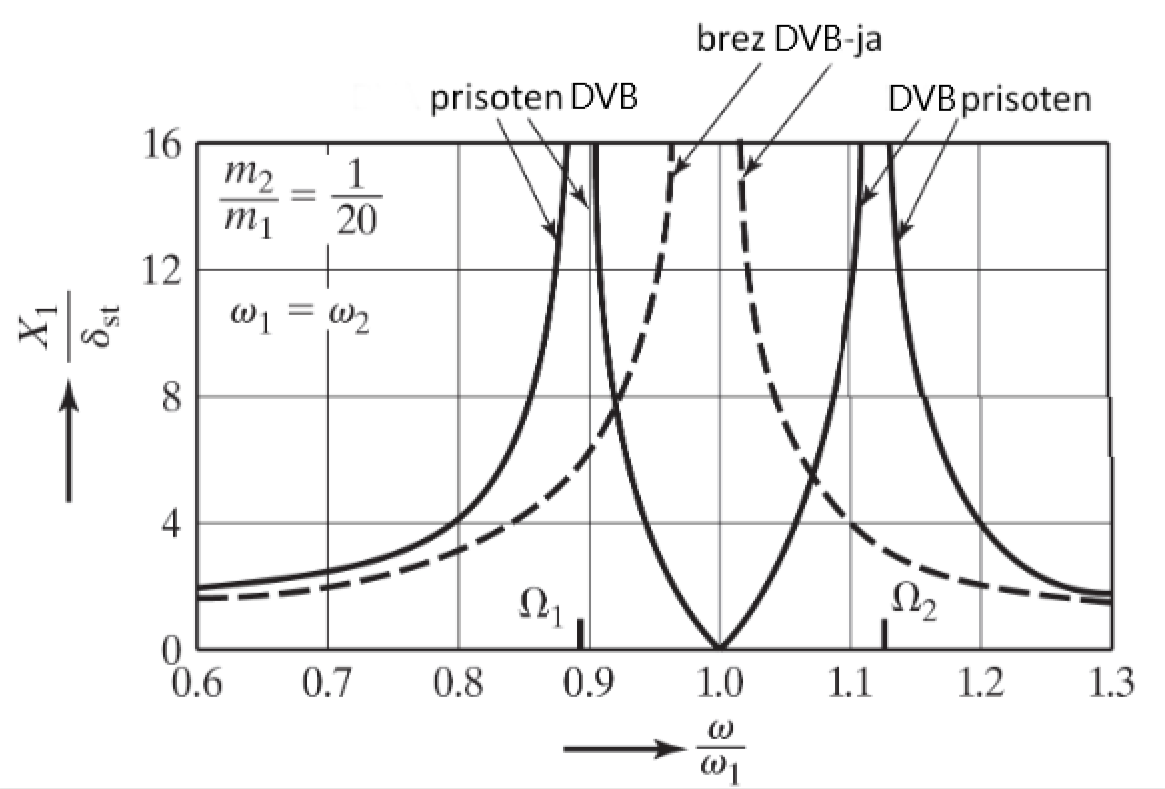 brez DVB-ja
prisoten DVB
DVB prisoten
16
m₂/m₁ = 1/20
12
ω₁ = ω₂
X₁/δst
8
4
Ω₁
Ω₂
0
0.6 0.7 0.8 0.9 1.0 1.1 1.2 1.3
ω/ω₁